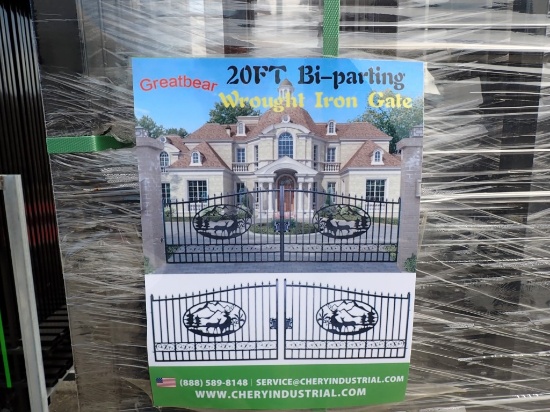 Greatbear
20FT Bi-parting
Wrought Iron Gate
(888) 589-8148 | SERVICE@CHERYINDUSTRIAL.COM
WWW.CHERYINDUSTRIAL.COM